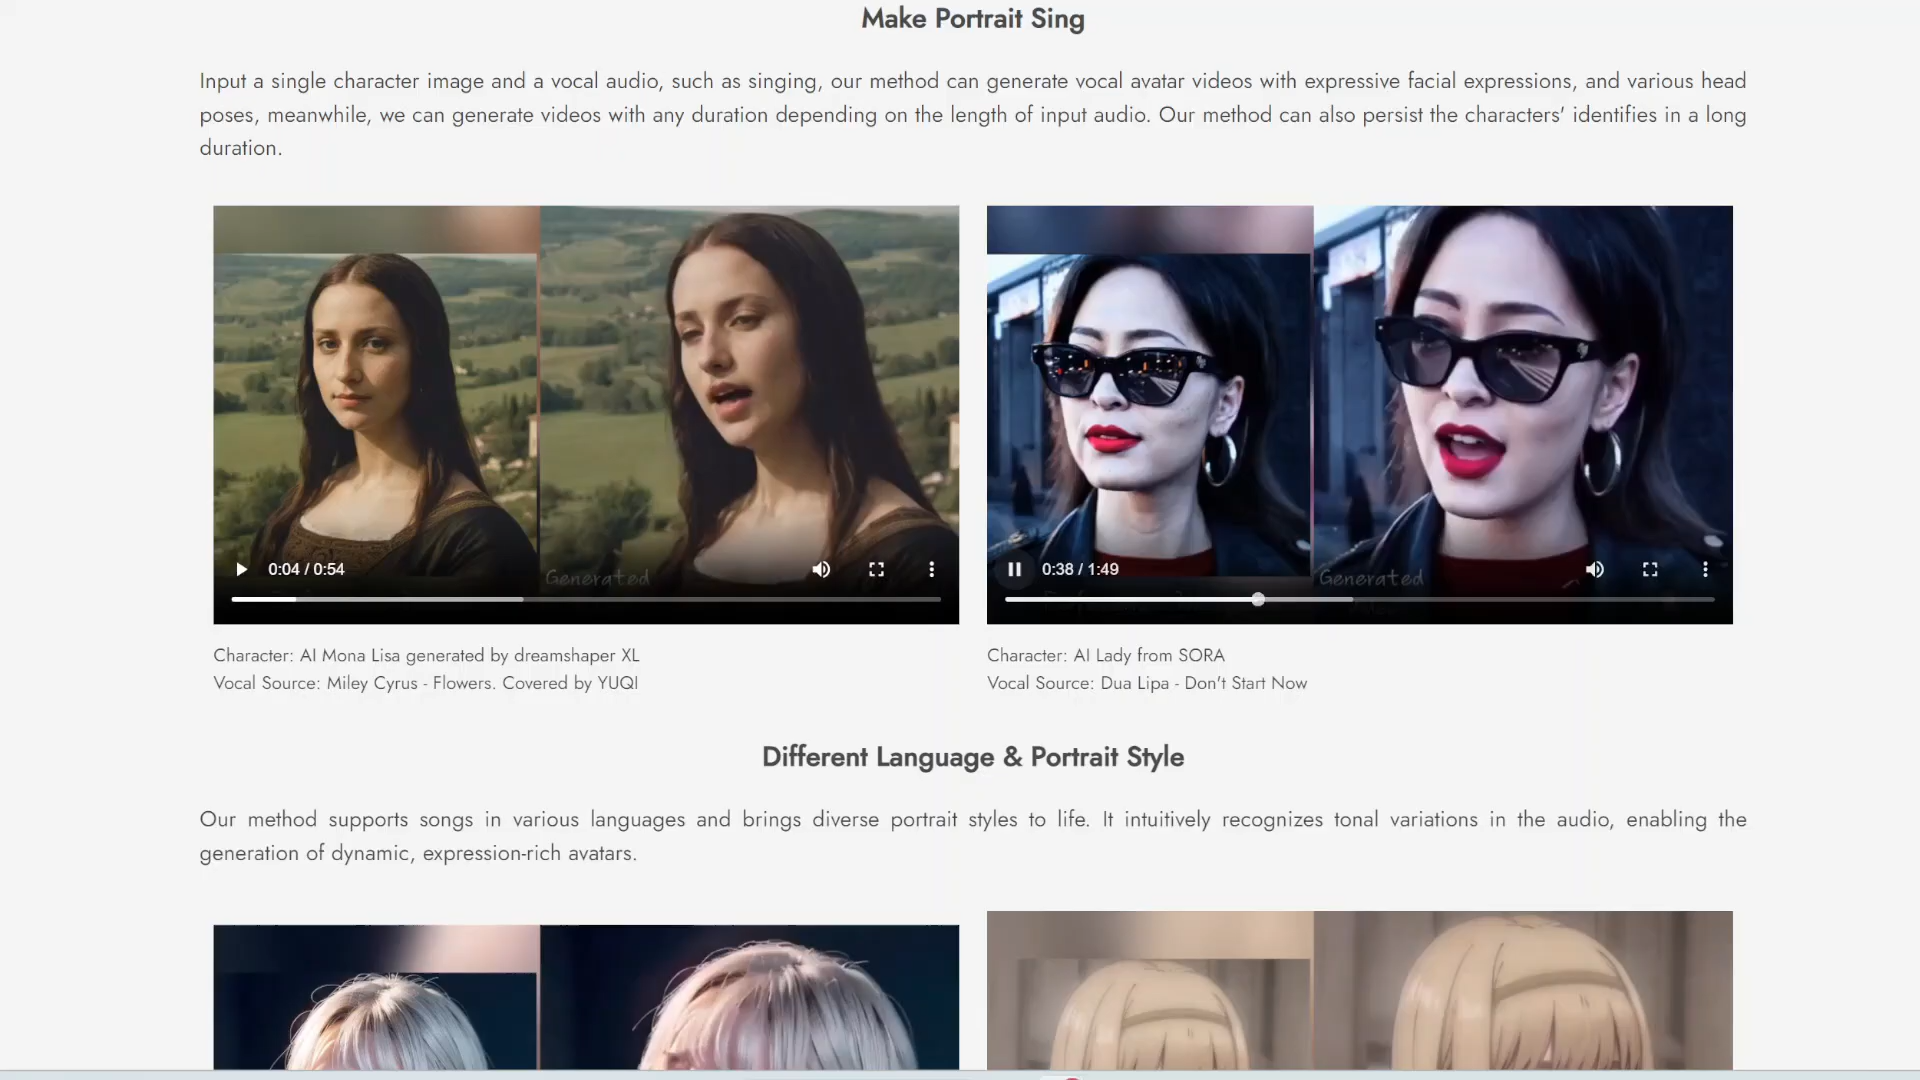 Make Portrait Sing
Input a single character image and a vocal audio, such as singing, our method can generate vocal avatar videos with expressive facial expressions, and various head
poses, meanwhile, we can generate videos with any duration depending on the length of input audio. Our method can also persist the characters' identifies in a long
duration.
0:04 / 0:54
Generated
0:38 / 1:49
Generated
Character: AI Mona Lisa generated by dreamshaper XL
Vocal Source: Miley Cyrus - Flowers. Covered by YUQI
Character: AI Lady from SORA
Vocal Source: Dua Lipa - Don't Start Now
Different Language & Portrait Style
Our method supports songs in various languages and brings diverse portrait styles to life. It intuitively recognizes tonal variations in the audio, enabling the
generation of dynamic, expression-rich avatars.